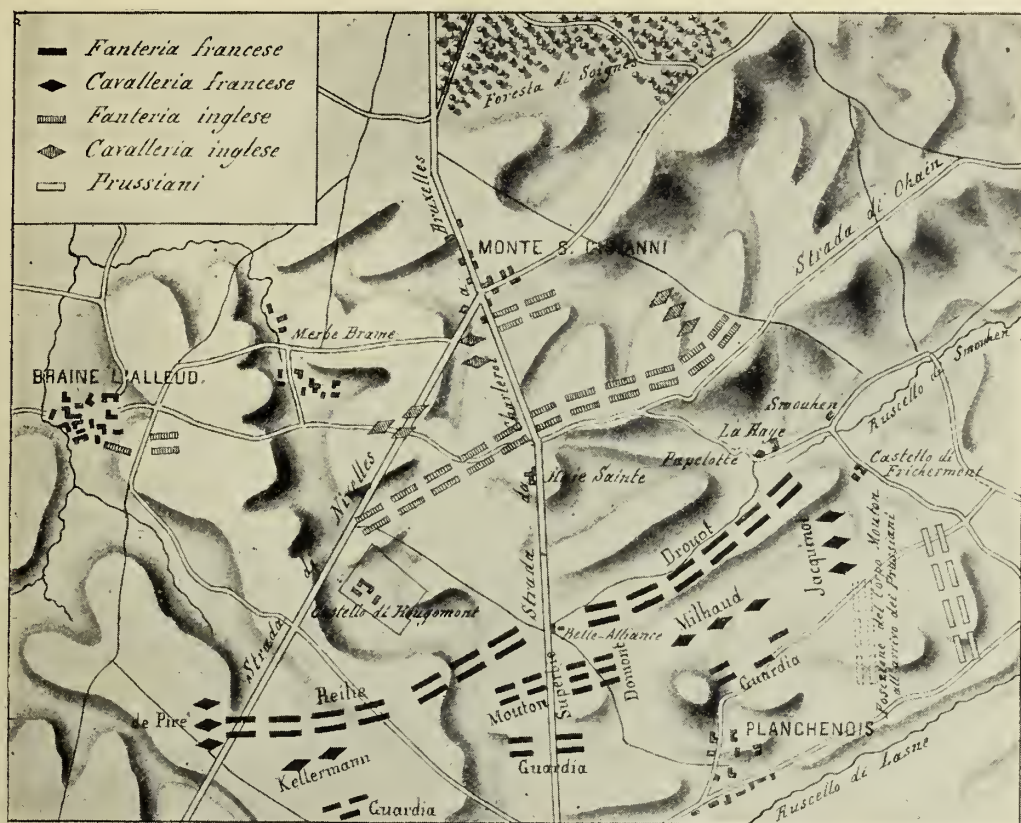 Fanteria francese
Cavalleria francese
Fanteria inglese
Cavalleria inglese
Prussiani
Foresta di Soignes
Bruxelles
a
da
MONTE S. GIOVANNI
Strada di Ohain
Merbe Braine
BRAINE L'ALLEUD.
Charleroi
Smouhen
Ruscello di Smouhen
La Haye
Papelotte
Castello di Frichermont
Nivelles
di
Strada
Haie Sainte
da
Strada
Castello di Hougomont
Drouot
Jacquinot
Milhaud
Belle-Alliance
Posizione del Corpo Mouton
all'arrivo dei Prussiani
Guardia
Domont
Superbie
Mouton
Reille
de Piré
Kellermann
Guardia
Guardia
PLANCHENOIS
Ruscello di Lasne